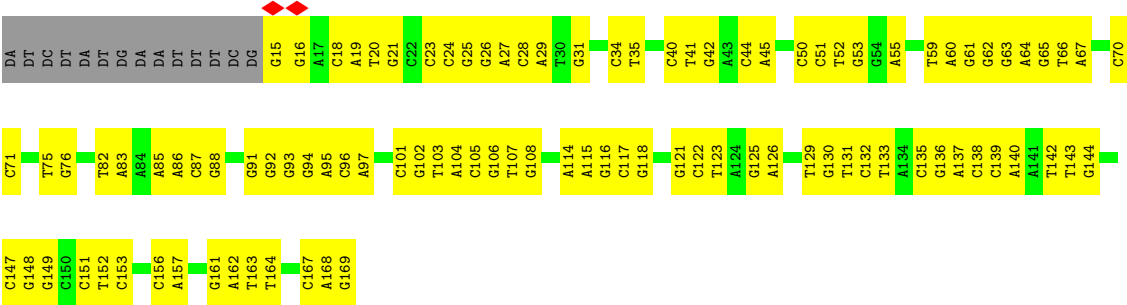 DA DT DC DT DA DT DG DA DA DT DT DT DC DG G15 G16 A17 C18 A19 T20 G21 C22 C23 C24 G25 G26 A27 C28 A29 T30 G31 C34 T35 C40 T41 G42 A43 C44 A45 C50 C51 T52 G53 G54 A55 T59 A60 G61 G62 G63 A64 G65 T66 A67 C70
C71 T75 G76 T82 A83 A84 A85 A86 C87 G88 G91 G92 G93 G94 A95 C96 A97 C101 G102 T103 A104 C105 G106 T107 G108 A114 A115 G116 C117 G118 G121 C122 T123 A124 G125 A126 T129 G130 T131 C132 T133 A134 C135 G136 A137 C138 C139 A140 A141 T142 T143 G144
C147 G148 G149 C150 C151 T152 C153 C156 A157 G161 A162 T163 T164 C167 A168 G169